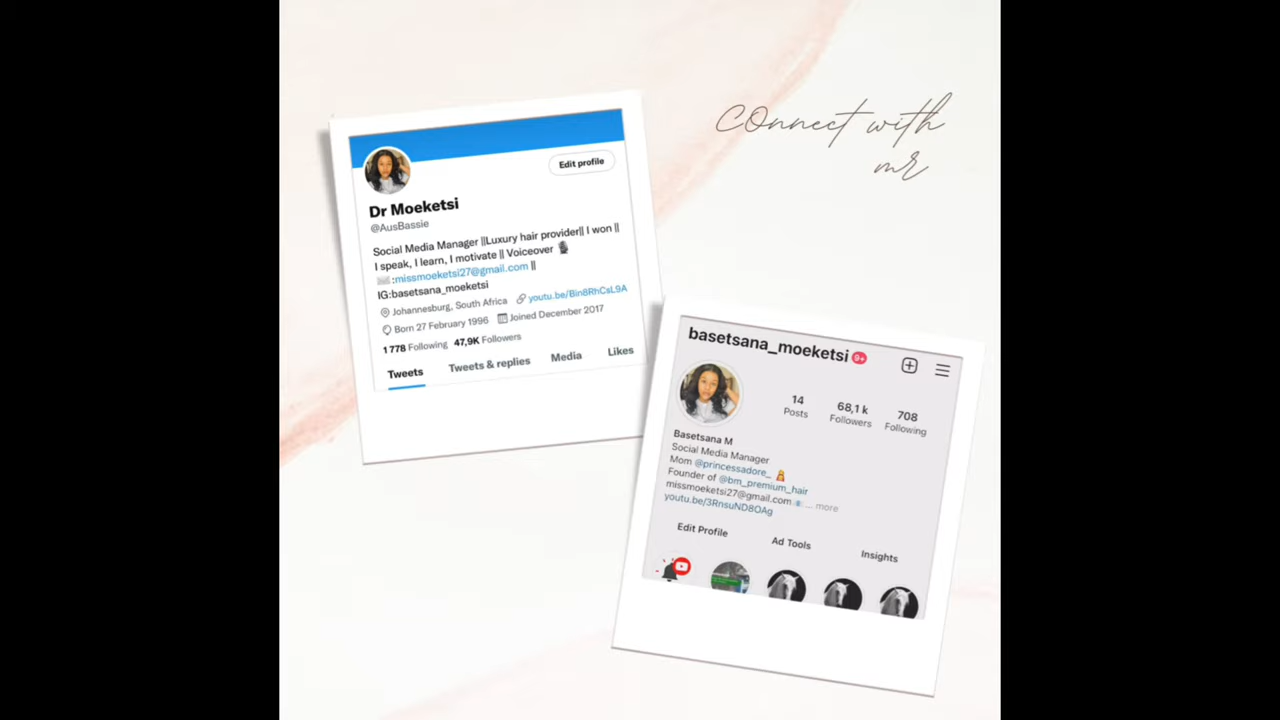 connect with
mr
Edit profile
Dr Moeketsi
@AusBassie
Social Media Manager ||Luxury hair provider|| I won ||
I speak, I learn, I motivate || Voiceover 🎙
✉️:missmoeketsi27@gmail.com ||
IG:basetsana_moeketsi
Johannesburg, South Africa youtu.be/Bin8RhCsL9A
Born 27 February 1996 Joined December 2017
1 778 Following 47,9K Followers
Tweets Tweets & replies Media Likes
basetsana_moeketsi 9+
14 68,1 k 708
Posts Followers Following
Basetsana M
Social Media Manager
Mom @princessadore_
Founder of @bm_premium_hair
missmoeketsi27@gmail.com 📧 ... more
youtu.be/3RnsuND8OAg
Edit Profile Ad Tools Insights